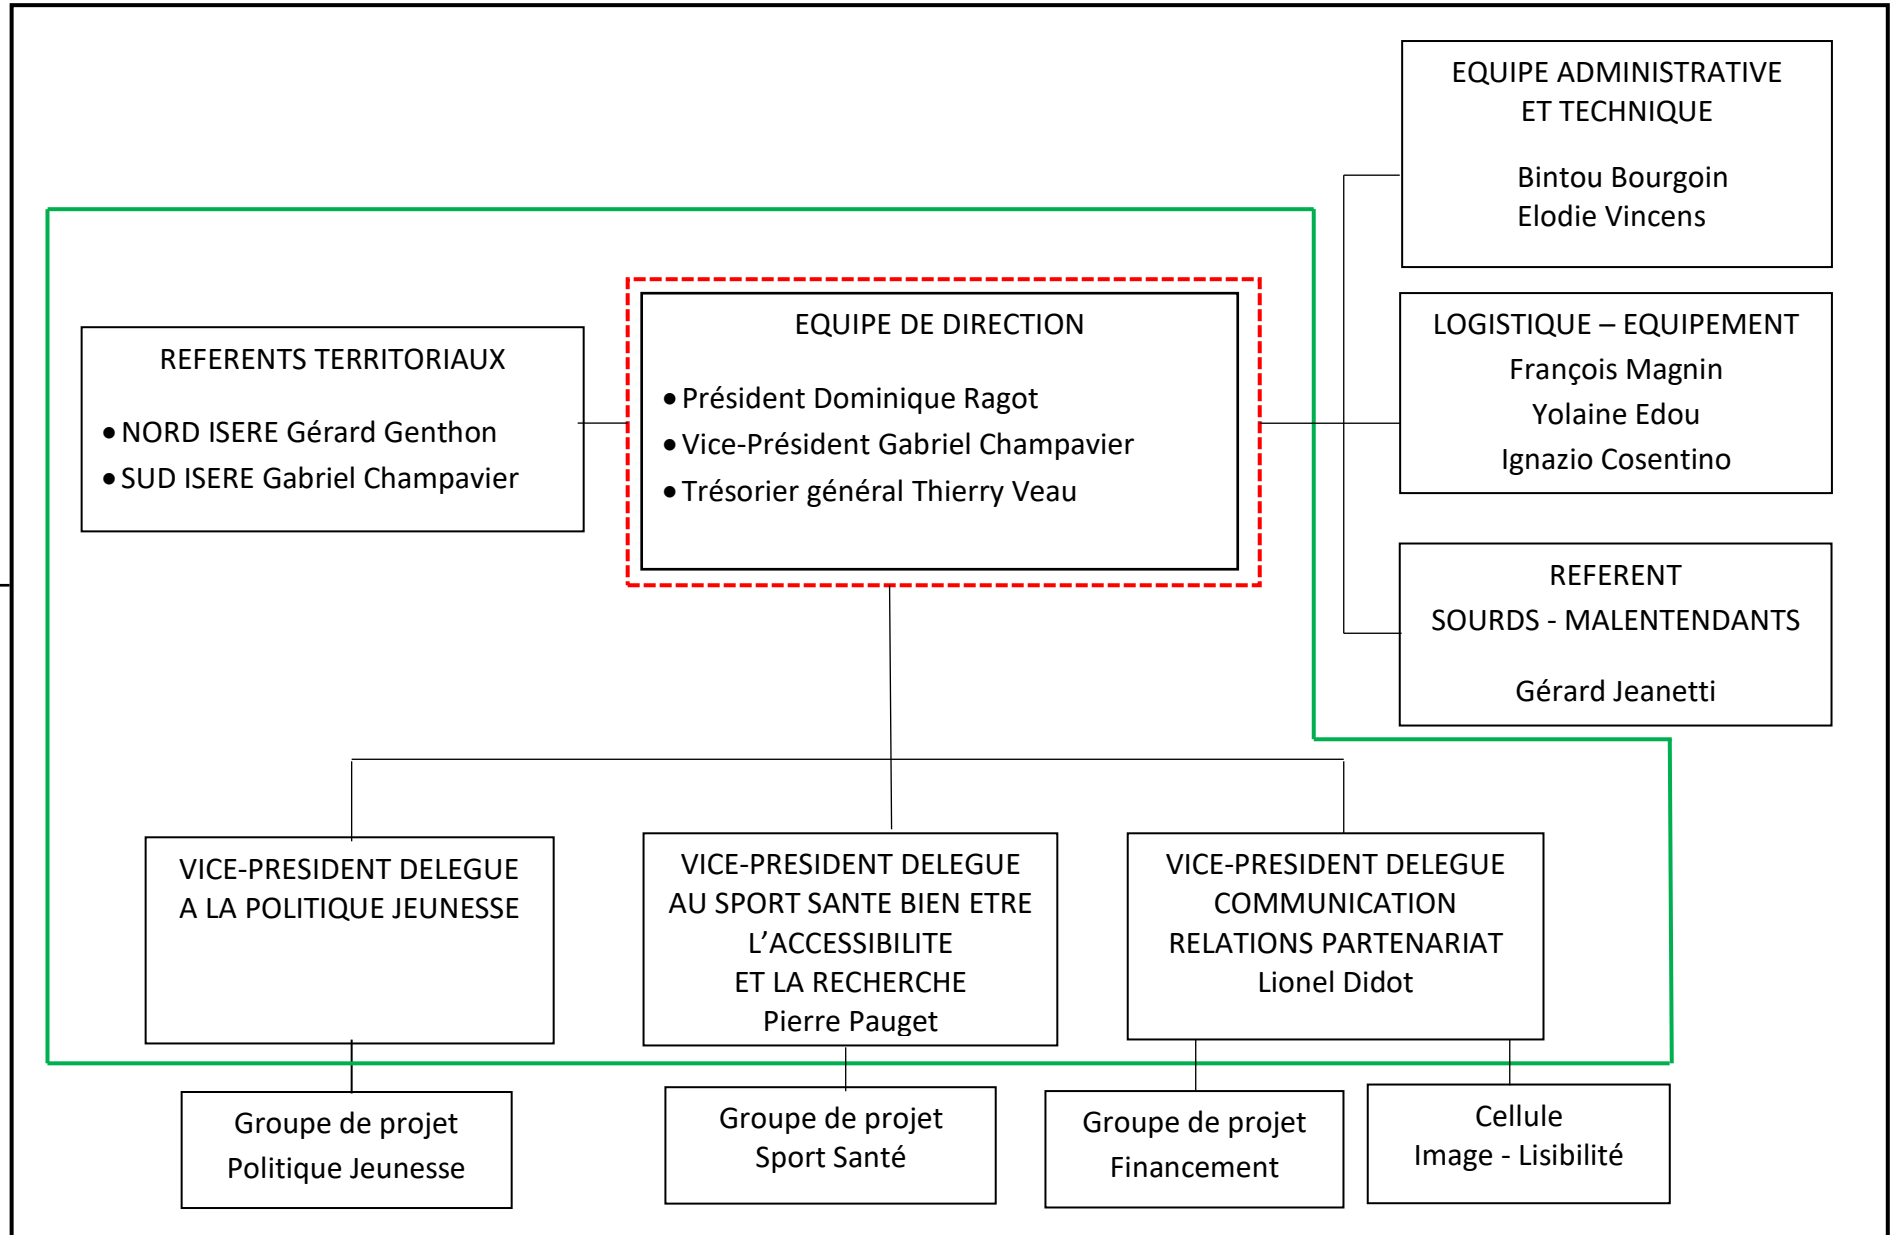 EQUIPE ADMINISTRATIVE
ET TECHNIQUE
Bintou Bourgoin
Elodie Vincens
REFERENTS TERRITORIAUX
• NORD ISERE Gérard Genthon
• SUD ISERE Gabriel Champavier
EQUIPE DE DIRECTION
• Président Dominique Ragot
• Vice-Président Gabriel Champavier
• Trésorier général Thierry Veau
LOGISTIQUE – EQUIPEMENT
François Magnin
Yolaine Edou
Ignazio Cosentino
REFERENT
SOURDS - MALENTENDANTS
Gérard Jeanetti
VICE-PRESIDENT DELEGUE
A LA POLITIQUE JEUNESSE
VICE-PRESIDENT DELEGUE
AU SPORT SANTE BIEN ETRE
L’ACCESSIBILITE
ET LA RECHERCHE
Pierre Pauget
VICE-PRESIDENT DELEGUE
COMMUNICATION
RELATIONS PARTENARIAT
Lionel Didot
Groupe de projet
Politique Jeunesse
Groupe de projet
Sport Santé
Groupe de projet
Financement
Cellule
Image - Lisibilité